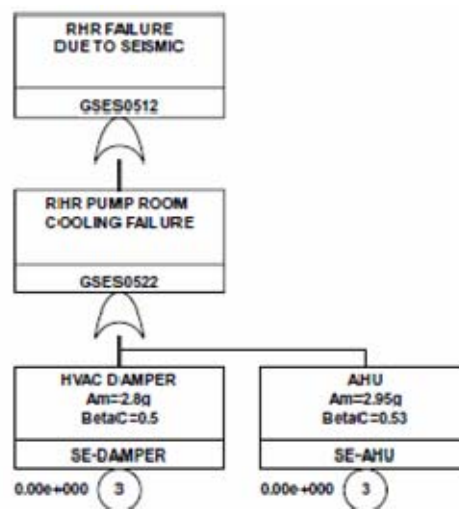 RHR FAILURE
DUE TO SEISMIC
GSES0512
RHR PUMP ROOM
COOLING FAILURE
GSES0522
HVAC DAMPER
Am=2.8g
BetaC=0.5
SE-DAMPER
0.00e+000 3
AHU
Am=2.95g
BetaC=0.53
SE-AHU
0.00e+000 3